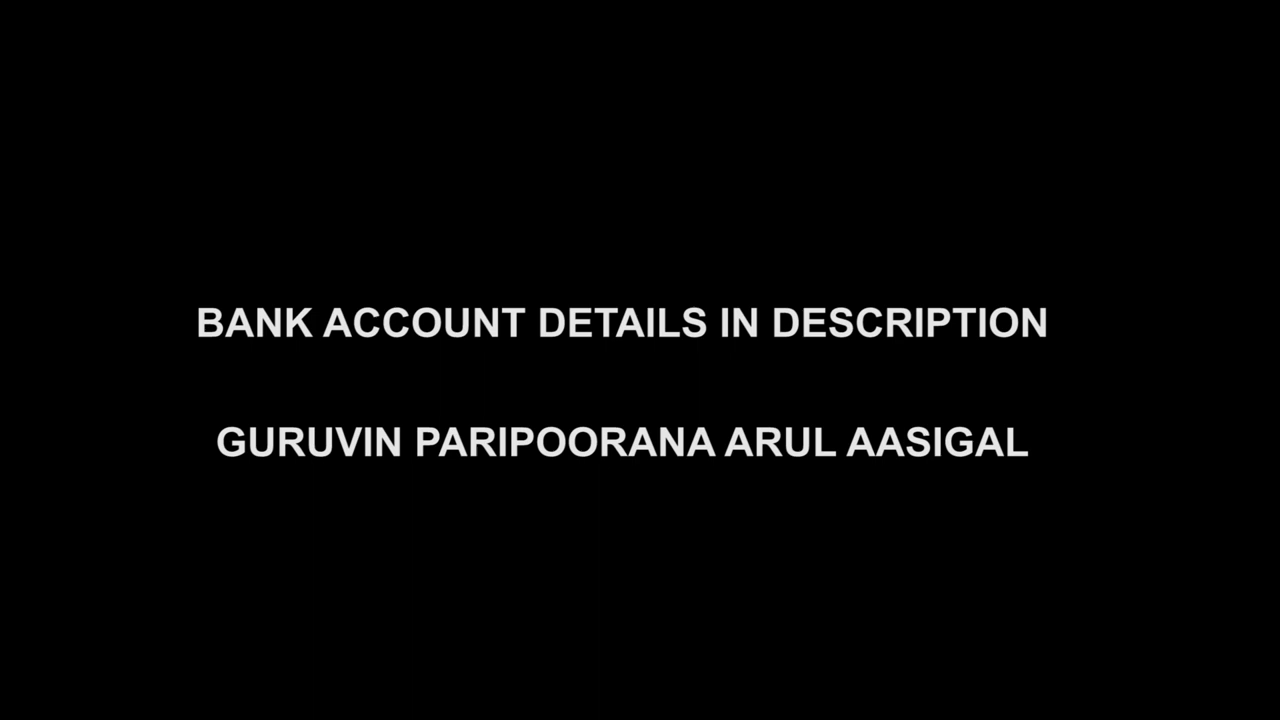 BANK ACCOUNT DETAILS IN DESCRIPTION
GURUVIN PARIPOORANA ARUL AASIGAL